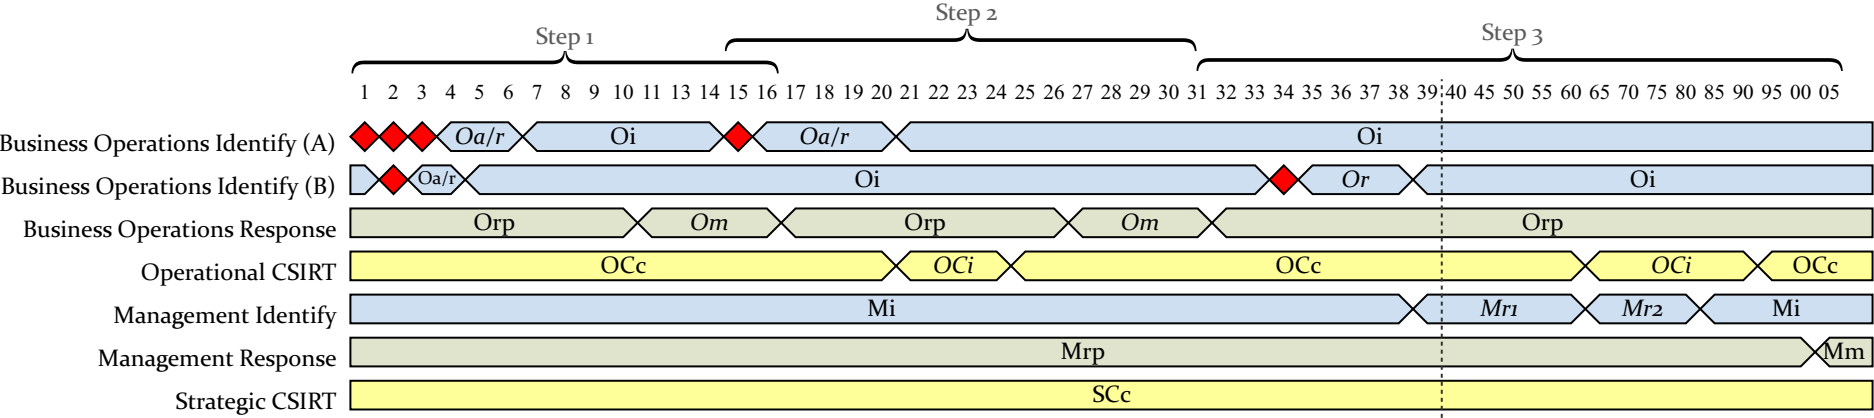 Step 2
Step 1
Step 3
1 2 3 4 5 6 7 8 9 10 11 13 13 14 15 16 17 18 19 20 21 22 23 24 25 26 27 28 29 30 31 32 33 34 35 36 37 38 39 40 45 50 55 60 65 70 75 80 85 90 95 00 05
Business Operations Identify (A) Oa/r Oi Oa/r Oi
Business Operations Identify (B) Oa/r Oi Or Oi
Business Operations Response Orp Om Orp Om Orp
Operational CSIRT OCc OCi OCc OCi OCc
Management Identify Mi Mr1 Mr2 Mi
Management Response Mrp Mm
Strategic CSIRT SCc